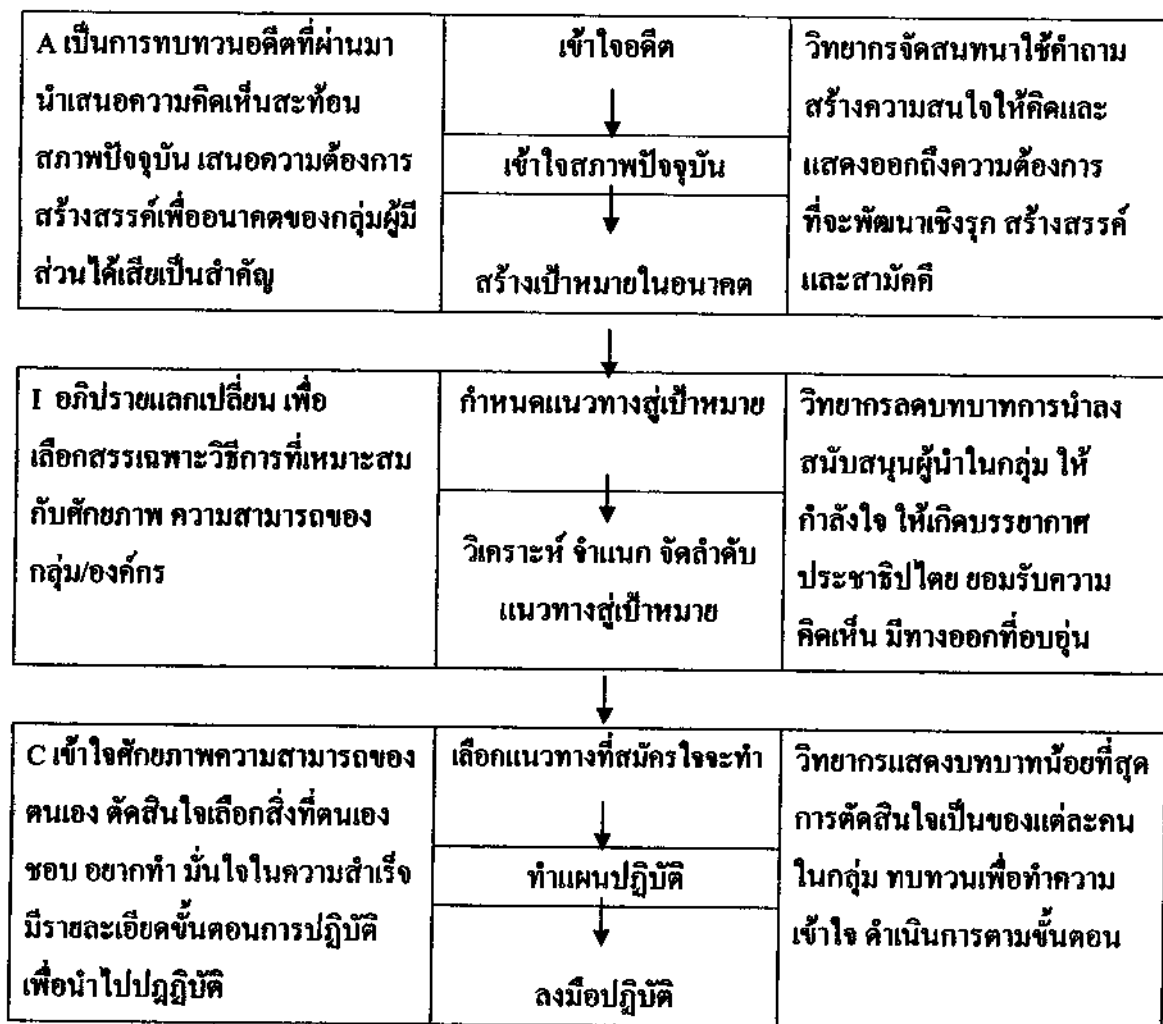 A เป็นการทบทวนอดีตที่ผ่านมา
นำเสนอความคิดเห็นสะท้อน
สภาพปัจจุบัน เสนอความต้องการ
สร้างสรรค์เพื่ออนาคตของกลุ่มผู้มี
ส่วนได้เสียเป็นสำคัญ
เข้าใจอดีต
เข้าใจสภาพปัจจุบัน
สร้างเป้าหมายในอนาคต
วิทยากรจัดสนทนาใช้คำถาม
สร้างความสนใจให้คิดและ
แสดงออกถึงความต้องการ
ที่จะพัฒนาเชิงรุก สร้างสรรค์
และสามัคคี
I อภิปรายแลกเปลี่ยน เพื่อ
เลือกสรรเฉพาะวิธีการที่เหมาะสม
กับศักยภาพ ความสามารถของ
กลุ่ม/องค์กร
กำหนดแนวทางสู่เป้าหมาย
วิเคราะห์ จำแนก จัดลำดับ
แนวทางสู่เป้าหมาย
วิทยากรลดบทบาทการนำลง
สนับสนุนผู้นำในกลุ่ม ให้
กำลังใจ ให้เกิดบรรยากาศ
ประชาธิปไตย ยอมรับความ
คิดเห็น มีทางออกที่อบอุ่น
C เข้าใจศักยภาพความสามารถของ
ตนเอง ตัดสินใจเลือกสิ่งที่ตนเอง
ชอบ อยากทำ มั่นใจในความสำเร็จ
มีรายละเอียดขั้นตอนการปฏิบัติ
เพื่อนำไปปฏฏิบัติ
เลือกแนวทางที่สมัครใจจะทำ
ทำแผนปฏิบัติ
ลงมือปฏิบัติ
วิทยากรแสดงบทบาทน้อยที่สุด
การตัดสินใจเป็นของแต่ละคน
ในกลุ่ม ทบทวนเพื่อทำความ
เข้าใจ ดำเนินการตามขั้นตอน